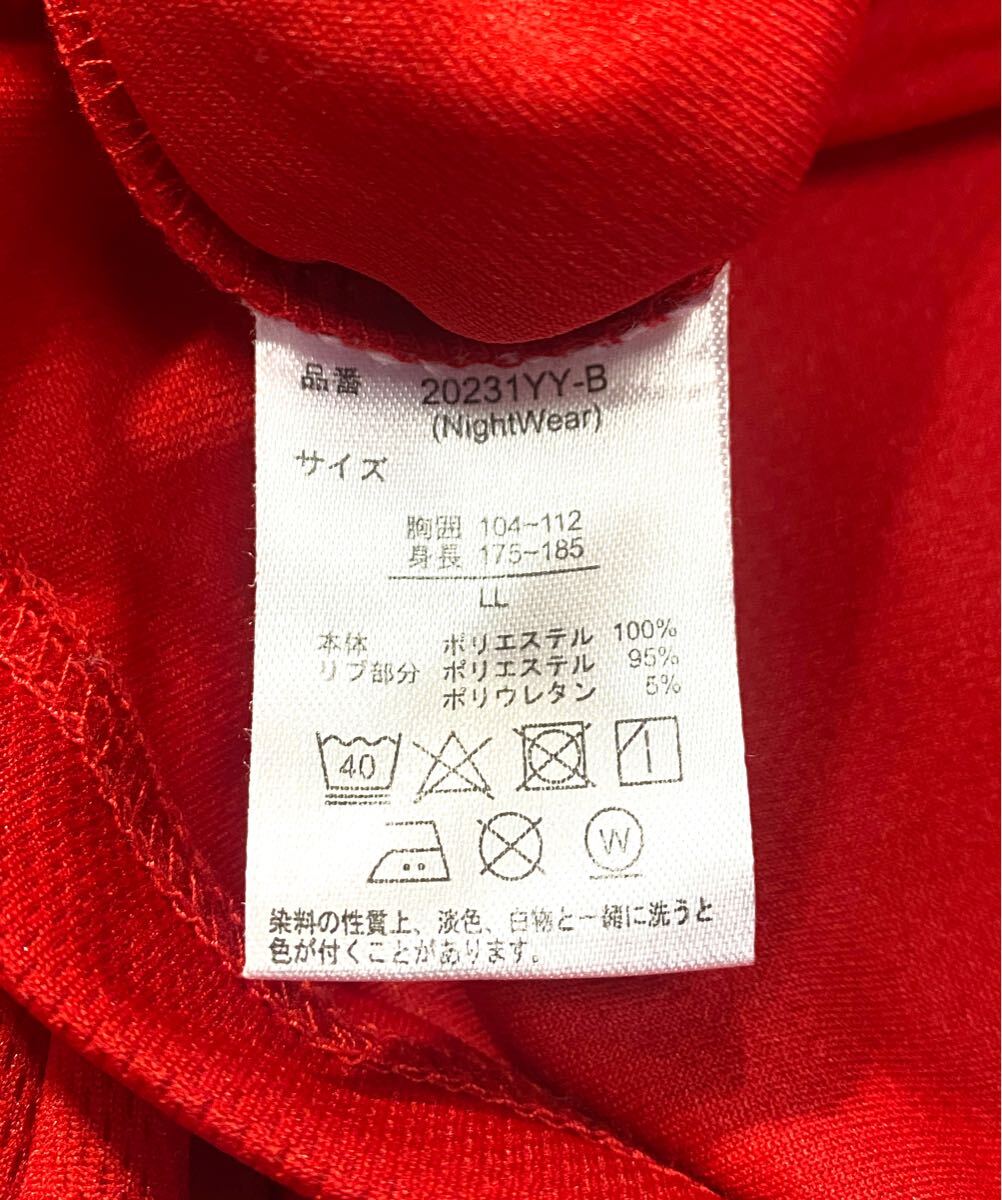 品番 20231YY-B
(NightWear)
サイズ
胸囲 104~112
身長 175~185
LL
本体 ポリエステル 100%
リブ部分 ポリエステル 95%
ポリウレタン 5%
40
W
染料の性質上、淡色、白物と一緒に洗うと
色が付くことがあります。